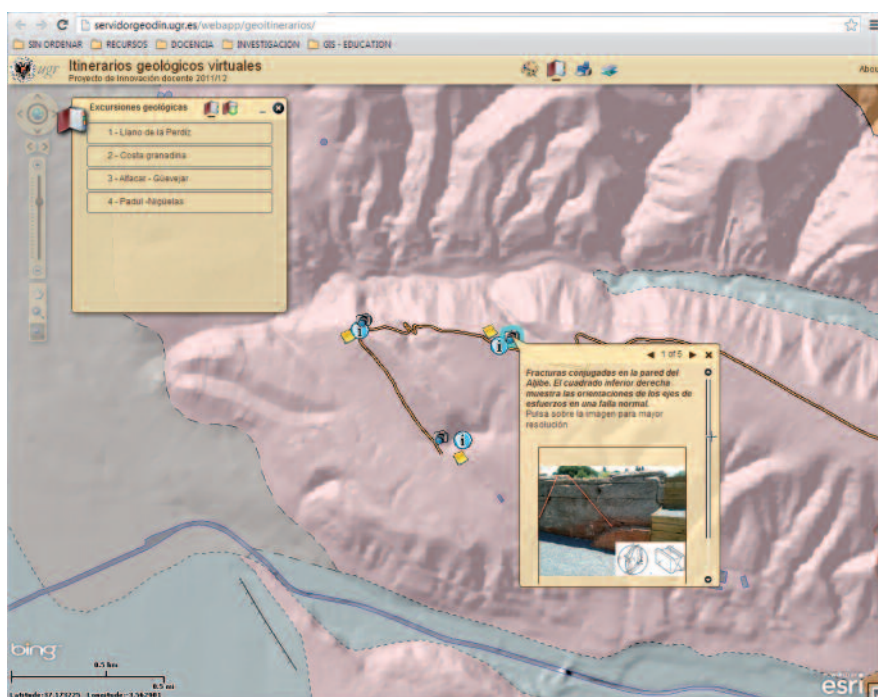 servidorgeodin.ugr.es/webapp/geoitinerarios/
SIN ORDENAR RECURSOS DOCENCIA INVESTIGACION GIS - EDUCATION
ugr Itinerarios geológicos virtuales
Proyecto de Innovación docente 2011/12
Abou
Excursiones geológicas
1 - Llano de la Perdiz
2 - Costa granadina
3 - Alfacar - Güevejar
4 - Padul -Nigüelas
1 of 6
Fracturas conjugadas en la pared del
Aljibe. El cuadrado inferior derecha
muestra las orientaciones de los ejes de
esfuerzos en una falla normal.
Pulsa sobre la imagen para mayor
resolución
bing
0.5 km
0.5 mi
esri